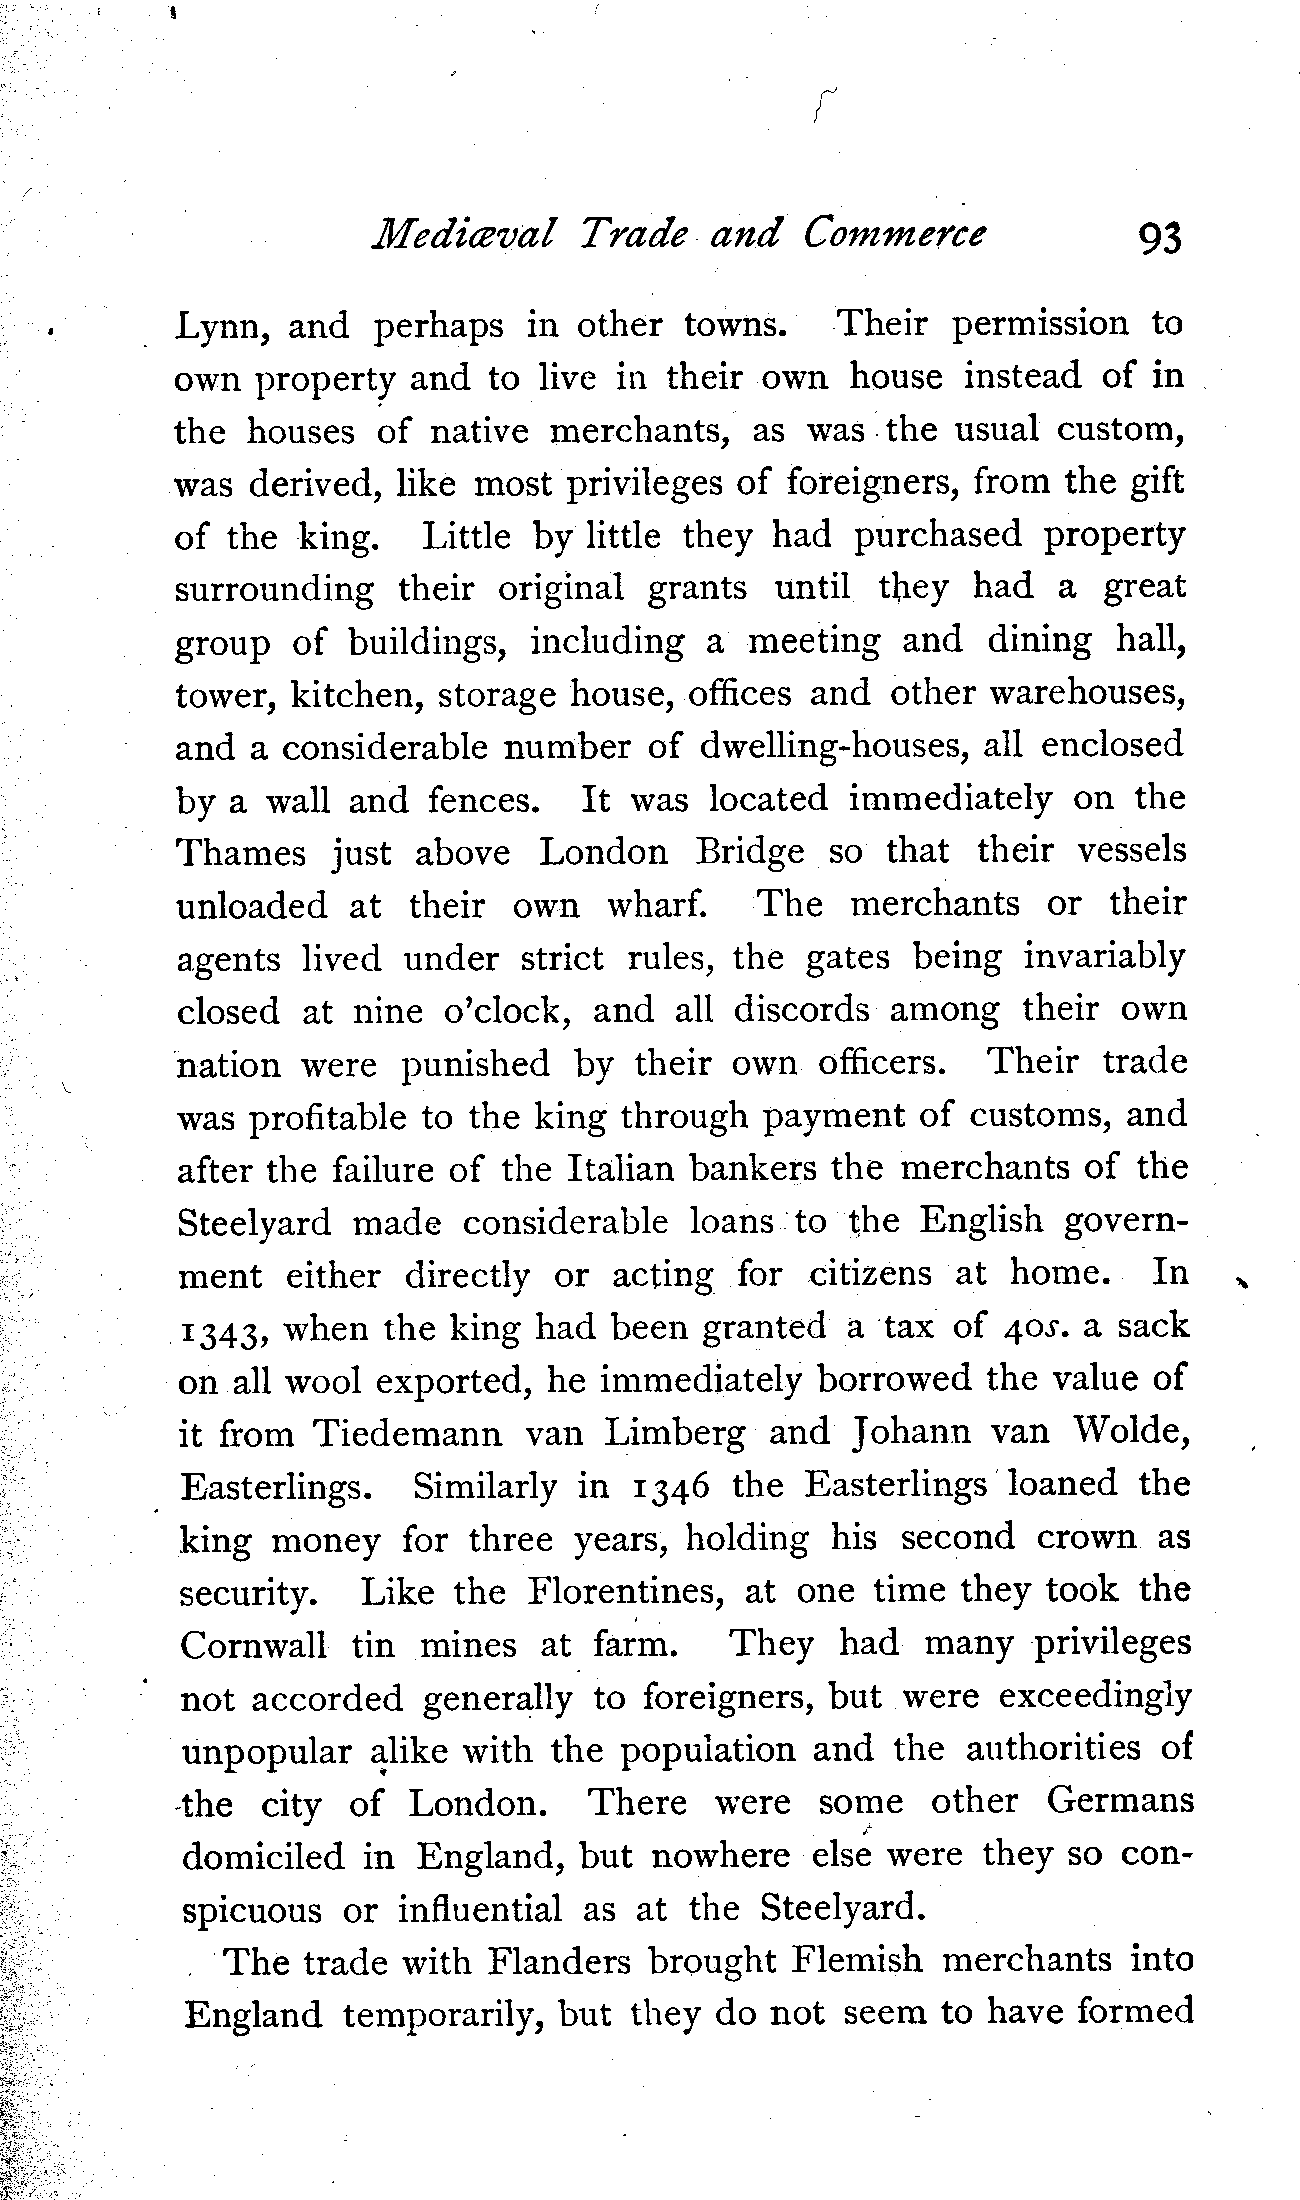 Mediæval Trade and Commerce 93
Lynn, and perhaps in other towns. Their permission to
own property and to live in their own house instead of in
the houses of native merchants, as was the usual custom,
was derived, like most privileges of foreigners, from the gift
of the king. Little by little they had purchased property
surrounding their original grants until they had a great
group of buildings, including a meeting and dining hall,
tower, kitchen, storage house, offices and other warehouses,
and a considerable number of dwelling-houses, all enclosed
by a wall and fences. It was located immediately on the
Thames just above London Bridge so that their vessels
unloaded at their own wharf. The merchants or their
agents lived under strict rules, the gates being invariably
closed at nine o'clock, and all discords among their own
nation were punished by their own officers. Their trade
was profitable to the king through payment of customs, and
after the failure of the Italian bankers the merchants of the
Steelyard made considerable loans to the English govern-
ment either directly or acting for citizens at home. In
1343, when the king had been granted a tax of 40s. a sack
on all wool exported, he immediately borrowed the value of
it from Tiedemann van Limberg and Johann van Wolde,
Easterlings. Similarly in 1346 the Easterlings loaned the
king money for three years, holding his second crown as
security. Like the Florentines, at one time they took the
Cornwall tin mines at farm. They had many privileges
not accorded generally to foreigners, but were exceedingly
unpopular alike with the population and the authorities of
the city of London. There were some other Germans
domiciled in England, but nowhere else were they so con-
spicuous or influential as at the Steelyard.
The trade with Flanders brought Flemish merchants into
England temporarily, but they do not seem to have formed